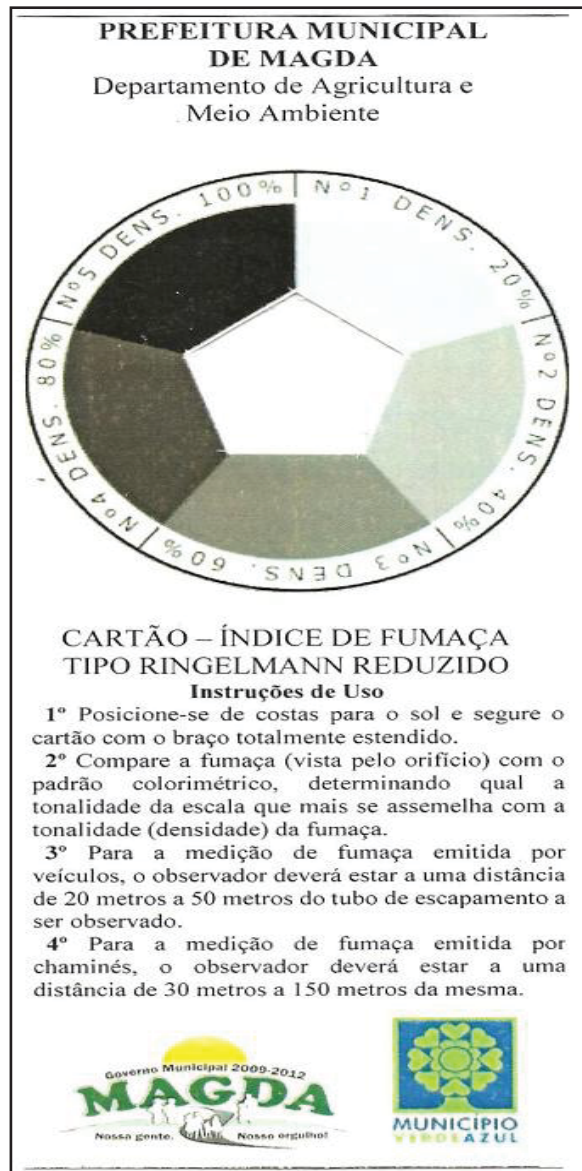 PREFEITURA MUNICIPAL
DE MAGDA
Departamento de Agricultura e
Meio Ambiente
Nº1 DENS. 20%
Nº2 DENS. 40%
Nº3 DENS. 60%
Nº4 DENS. 80%
Nº5 DENS. 100%
CARTÃO – ÍNDICE DE FUMAÇA
TIPO RINGELMANN REDUZIDO
Instruções de Uso
1º Posicione-se de costas para o sol e segure o
cartão com o braço totalmente estendido.
2º Compare a fumaça (vista pelo orifício) com o
padrão colorimétrico, determinando qual a
tonalidade da escala que mais se assemelha com a
tonalidade (densidade) da fumaça.
3º Para a medição de fumaça emitida por
veículos, o observador deverá estar a uma distância
de 20 metros a 50 metros do tubo de escapamento a
ser observado.
4º Para a medição de fumaça emitida por
chaminés, o observador deverá estar a uma
distância de 30 metros a 150 metros da mesma.
Governo Municipal 2009-2012
MAGDA
Nossa gente. Nosso orgulho!
MUNICÍPIO
VERDEAZUL